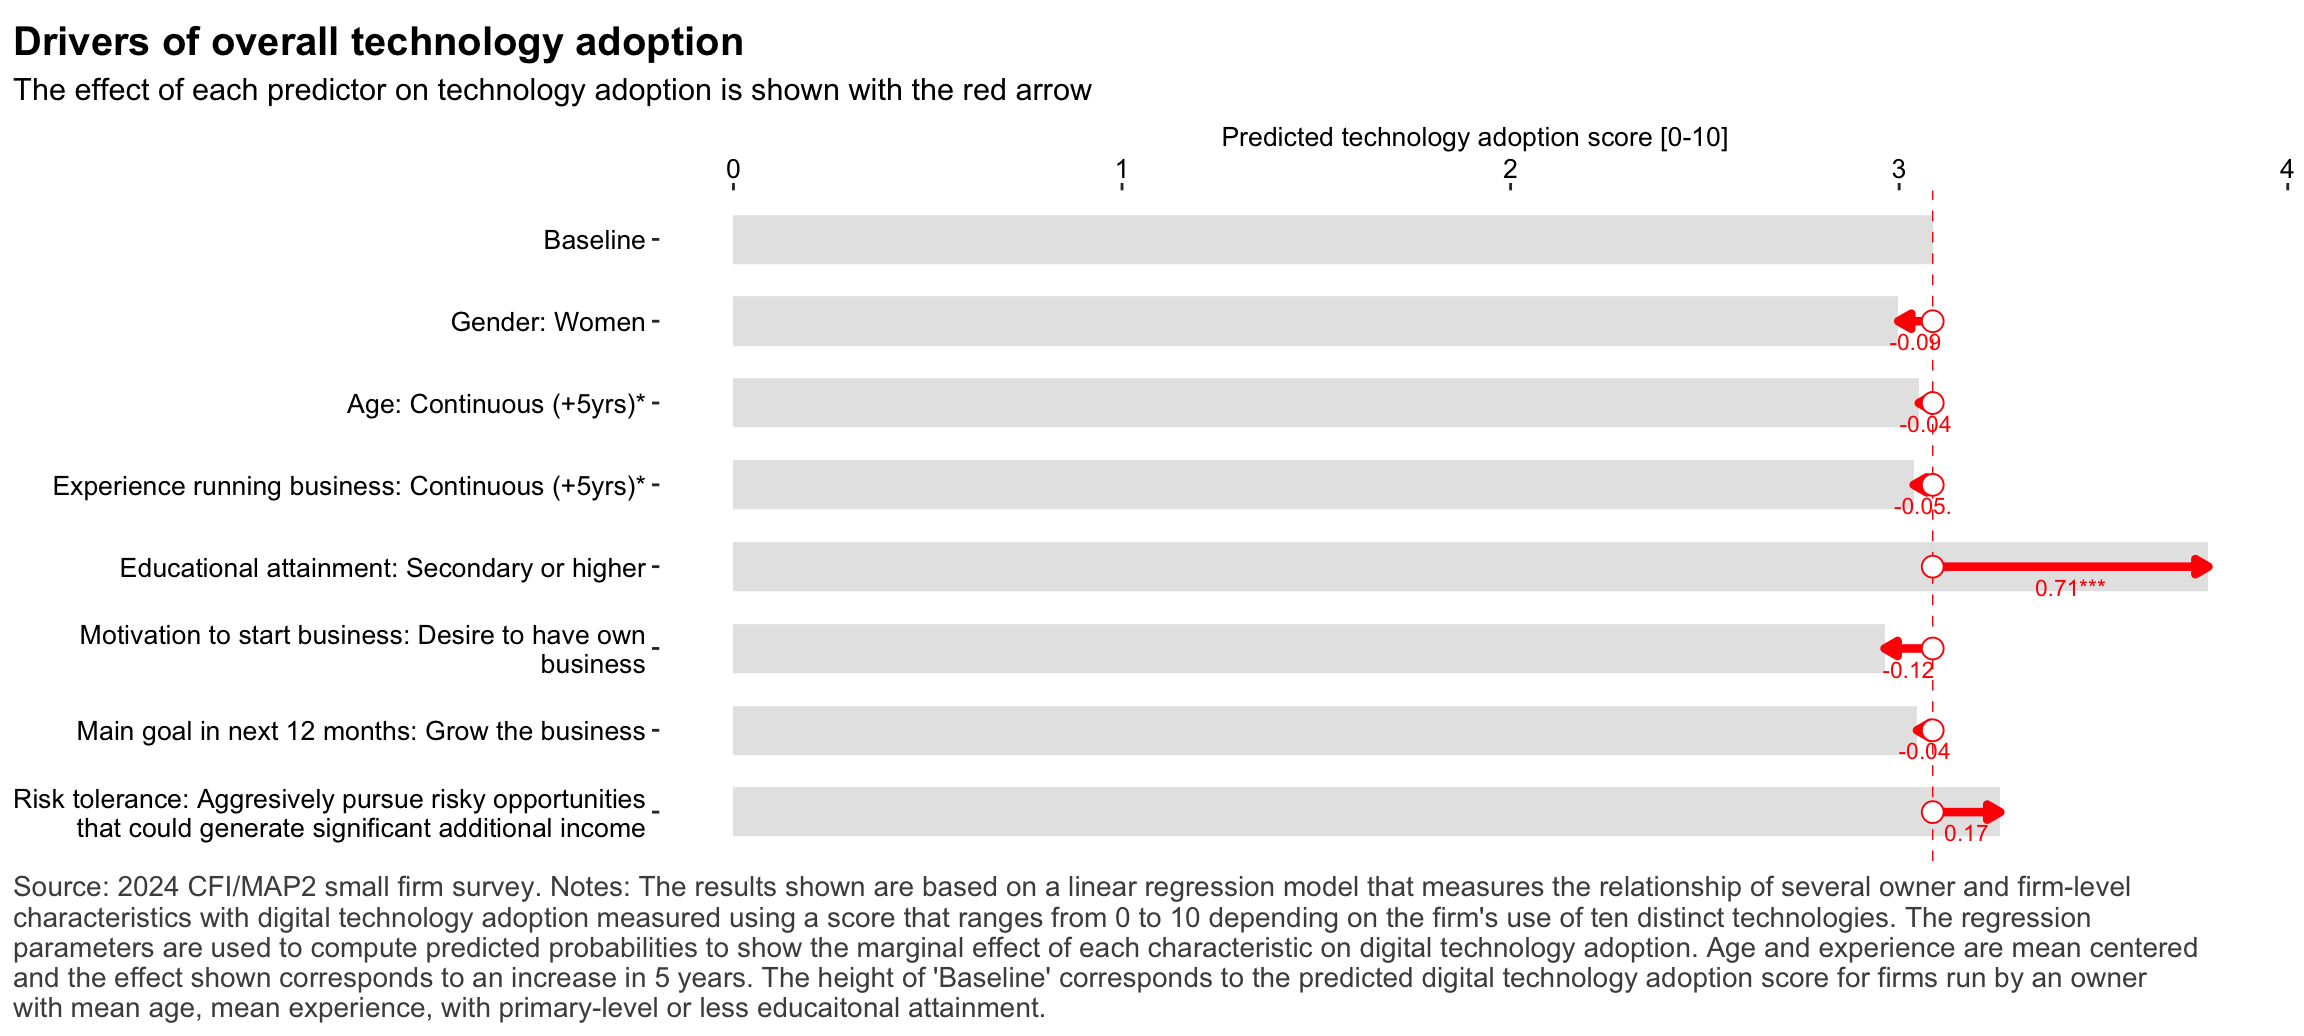 Drivers of overall technology adoption
The effect of each predictor on technology adoption is shown with the red arrow
Predicted technology adoption score [0-10]
0 1 2 3 4
Baseline
Gender: Women
-0.09
Age: Continuous (+5yrs)*
-0.04
Experience running business: Continuous (+5yrs)*
-0.05.
Educational attainment: Secondary or higher
0.71***
Motivation to start business: Desire to have own
business
-0.12
Main goal in next 12 months: Grow the business
-0.04
Risk tolerance: Aggresively pursue risky opportunities
that could generate significant additional income
0.17
Source: 2024 CFI/MAP2 small firm survey. Notes: The results shown are based on a linear regression model that measures the relationship of several owner and firm-level
characteristics with digital technology adoption measured using a score that ranges from 0 to 10 depending on the firm's use of ten distinct technologies. The regression
parameters are used to compute predicted probabilities to show the marginal effect of each characteristic on digital technology adoption. Age and experience are mean centered
and the effect shown corresponds to an increase in 5 years. The height of 'Baseline' corresponds to the predicted digital technology adoption score for firms run by an owner
with mean age, mean experience, with primary-level or less educaitonal attainment.